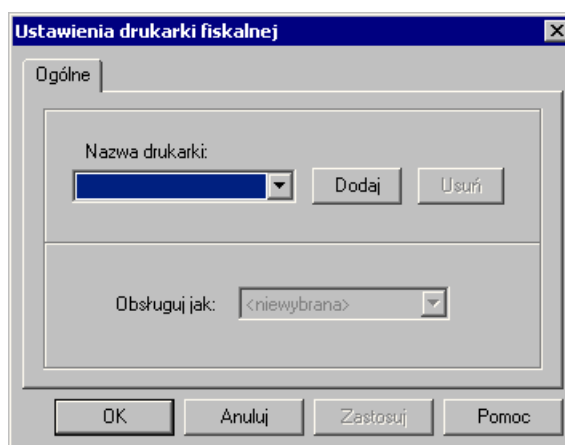 Ustawienia drukarki fiskalnej
Ogólne
Nazwa drukarki:
Dodaj
Usuń
Obsługuj jak:
<niewybrana>
OK
Anuluj
Zastosuj
Pomoc